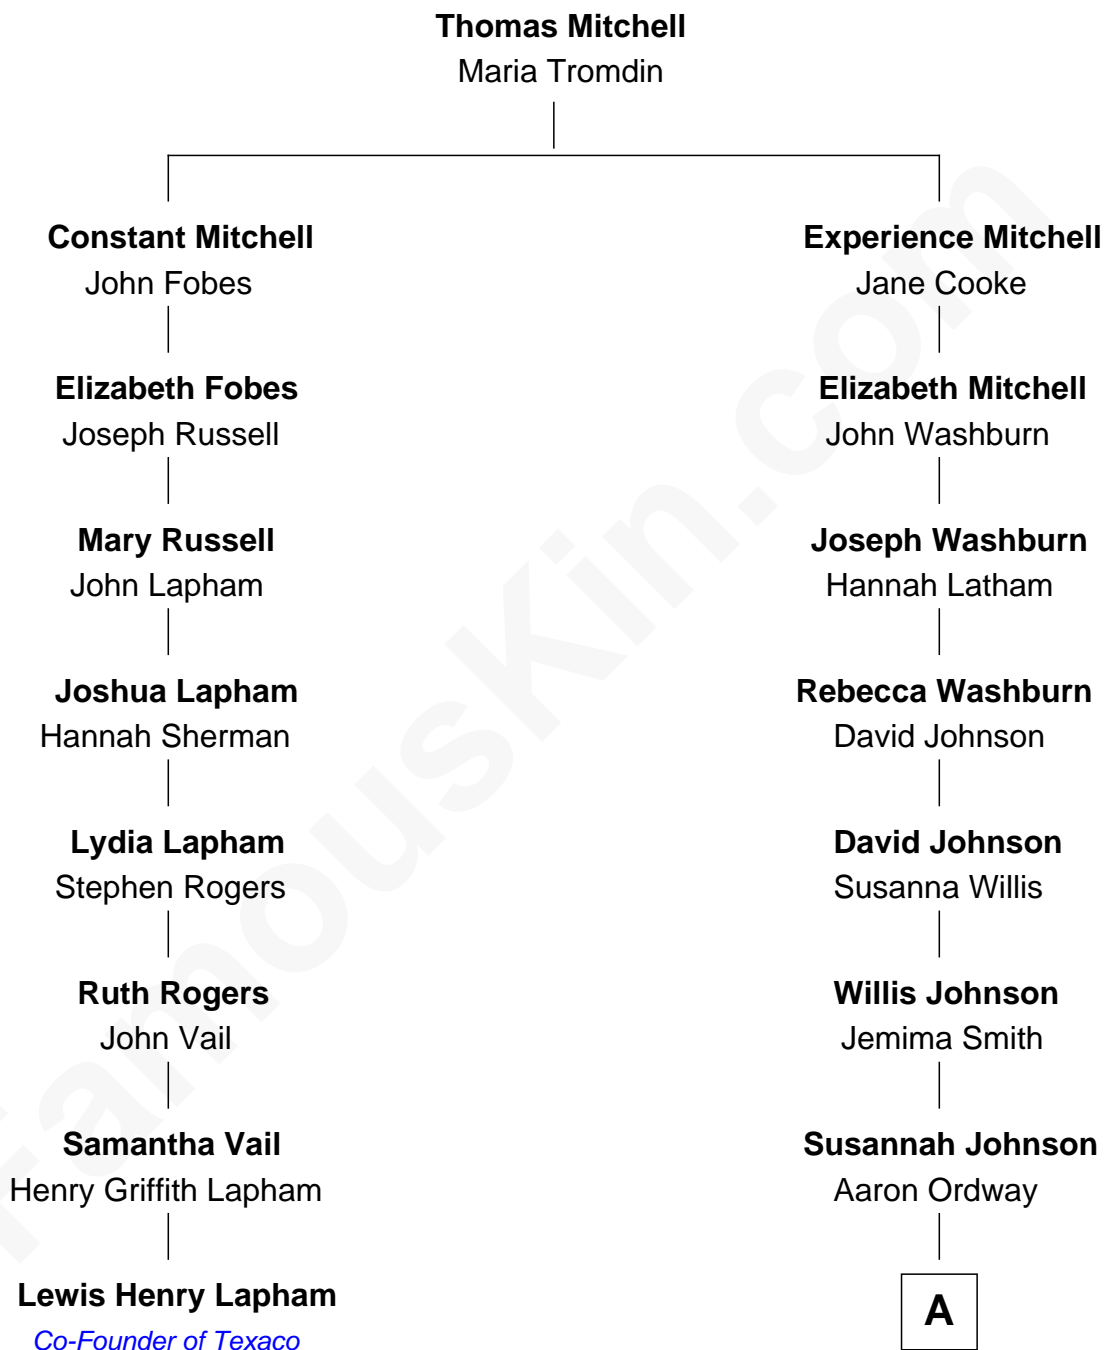 Thomas Mitchell
Maria Tromdin
Constant Mitchell
John Fobes
Elizabeth Fobes
Joseph Russell
Mary Russell
John Lapham
Joshua Lapham
Hannah Sherman
Lydia Lapham
Stephen Rogers
Ruth Rogers
John Vail
Samantha Vail
Henry Griffith Lapham
Lewis Henry Lapham
Co-Founder of Texaco
Experience Mitchell
Jane Cooke
Elizabeth Mitchell
John Washburn
Joseph Washburn
Hannah Latham
Rebecca Washburn
David Johnson
David Johnson
Susanna Willis
Willis Johnson
Jemima Smith
Susannah Johnson
Aaron Ordway
A
FamousKin.com